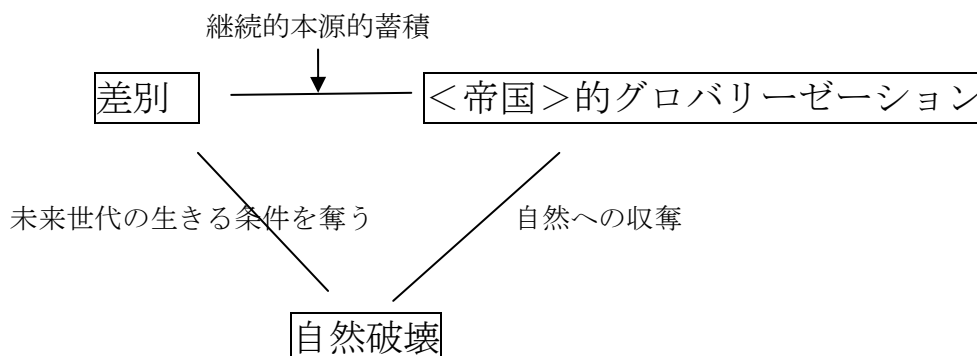 継続的本源的蓄積
差別
＜帝国＞的グロバリーゼーション
未来世代の生きる条件を奪う
自然への収奪
自然破壊